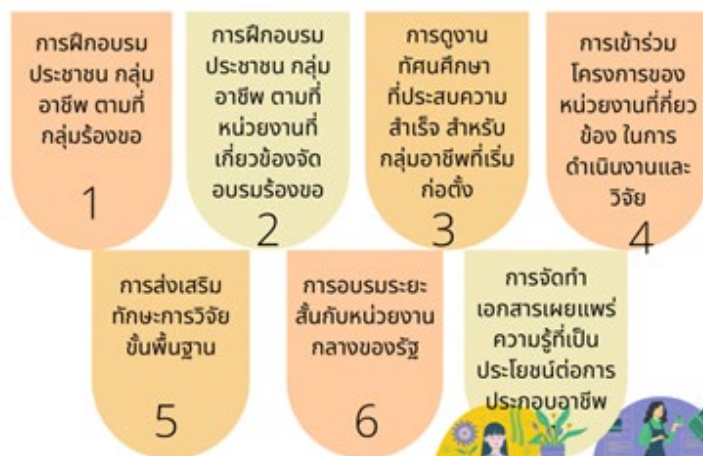 การฝึกอบรม
ประชาชน กลุ่ม
อาชีพ ตามที่
กลุ่มร้องขอ
1
การฝึกอบรม
ประชาชน กลุ่ม
อาชีพ ตามที่
หน่วยงานที่
เกี่ยวข้องจัด
อบรมร้องขอ
2
การดูงาน
ทัศนศึกษา
ที่ประสบความ
สำเร็จ สำหรับ
กลุ่มอาชีพที่เริ่ม
ก่อตั้ง
3
การเข้าร่วม
โครงการของ
หน่วยงานที่กี่ยว
ข้อง ในการ
ดำเนินงานและ
วิจัย
4
การส่งเสริม
ทักษะการวิจัย
ขั้นพื้นฐาน
5
การอบรมระยะ
สั้นกับหน่วยงาน
กลางของรัฐ
6
การจัดทำ
เอกสารเผยแพร่
ความรู้ที่เป็น
ประโยชน์ต่อการ
ประกอบอาชีพ